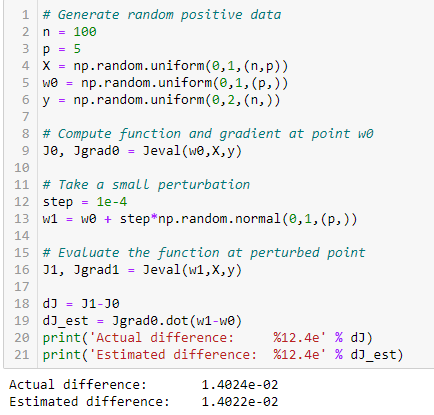 1 # Generate random positive data
2 n = 100
3 p = 5
4 X = np.random.uniform(0,1,(n,p))
5 w0 = np.random.uniform(0,1,(p,))
6 y = np.random.uniform(0,2,(n,))
7
8 # Compute function and gradient at point w0
9 J0, Jgrad0 = Jeval(w0,X,y)
10
11 # Take a small perturbation
12 step = 1e-4
13 w1 = w0 + step*np.random.normal(0,1,(p,))
14
15 # Evaluate the function at perturbed point
16 J1, Jgrad1 = Jeval(w1,X,y)
17
18 dJ = J1-J0
19 dJ_est = Jgrad0.dot(w1-w0)
20 print('Actual difference:     %12.4e' % dJ)
21 print('Estimated difference:  %12.4e' % dJ_est)
Actual difference:       1.4024e-02
Estimated difference:    1.4022e-02